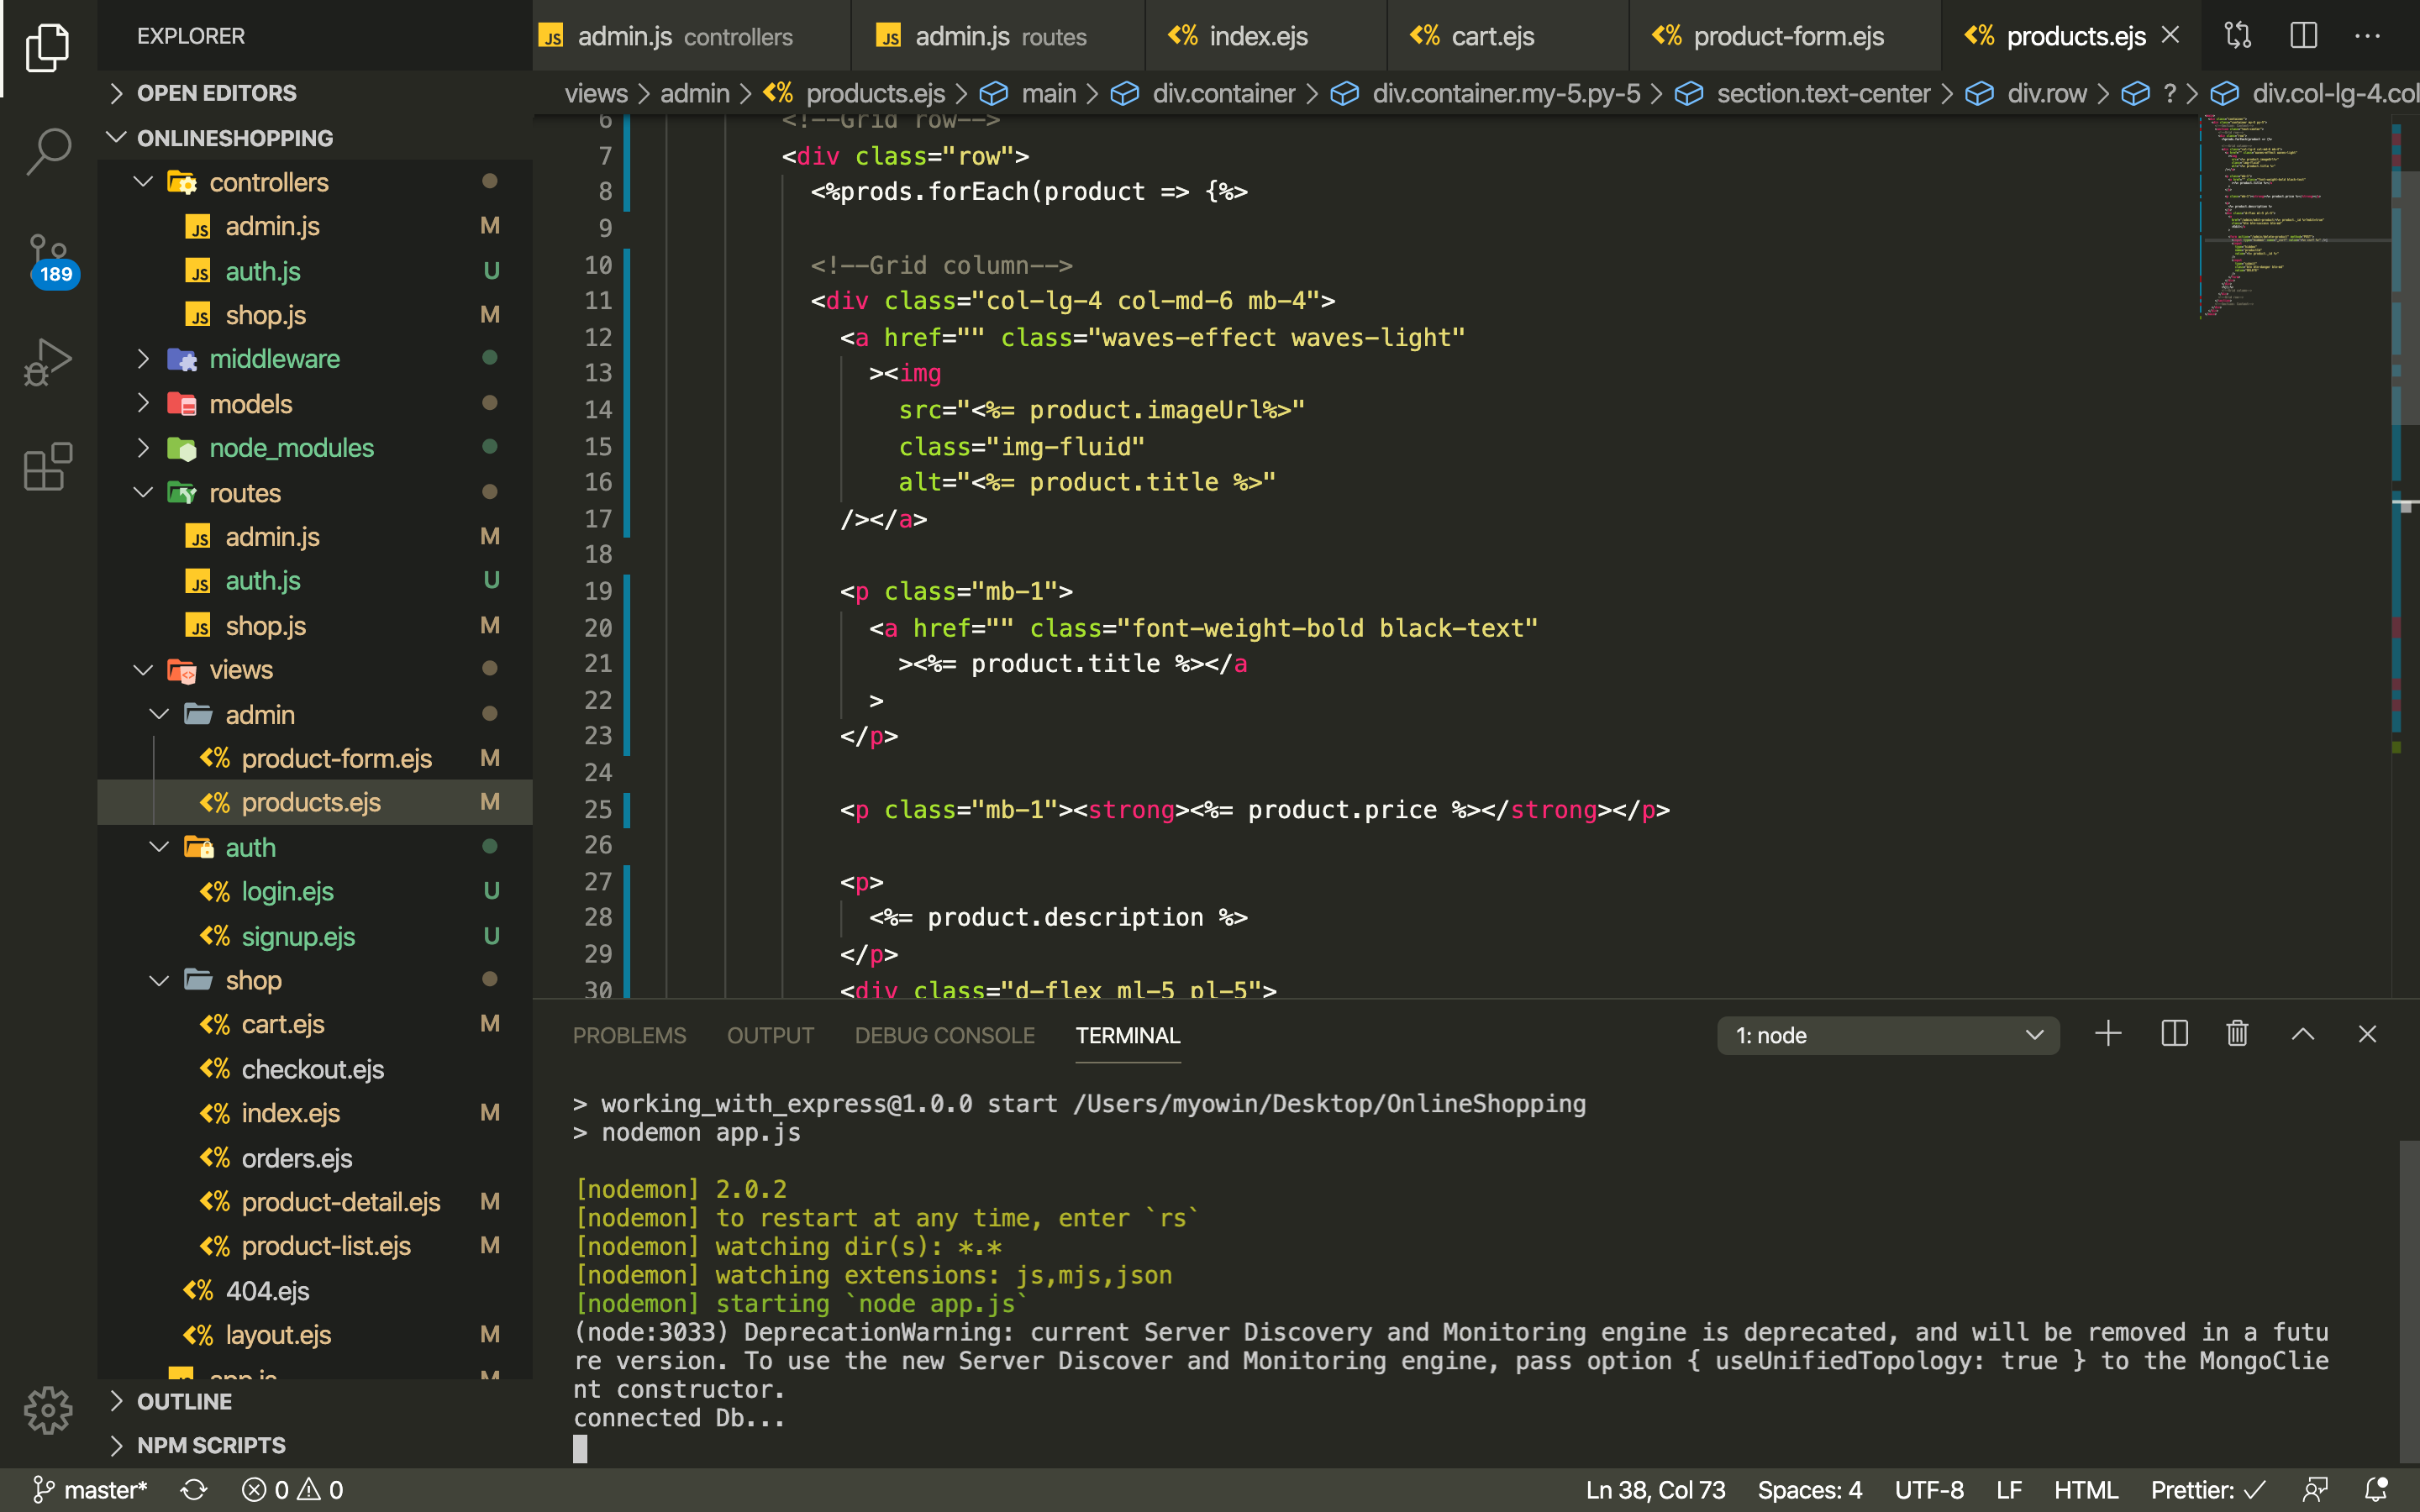 EXPLORER
OPEN EDITORS
ONLINESHOPPING
controllers
admin.js M
auth.js U
shop.js M
middleware
models
node_modules
routes
admin.js M
auth.js U
shop.js M
views
admin
product-form.ejs M
products.ejs M
auth
login.ejs U
signup.ejs U
shop
cart.ejs M
checkout.ejs
index.ejs M
orders.ejs
product-detail.ejs M
product-list.ejs M
404.ejs
layout.ejs M
app.js M
OUTLINE
NPM SCRIPTS
189
JS admin.js controllers
JS admin.js routes
<% index.ejs
<% cart.ejs
<% product-form.ejs
<% products.ejs
views > admin > <% products.ejs > main > div.container > div.container.my-5.py-5 > section.text-center > div.row > ? > div.col-lg-4.col
6 <!--Grid row-->
7 <div class="row">
8 <%prods.forEach(product => {%>
9
10 <!--Grid column-->
11 <div class="col-lg-4 col-md-6 mb-4">
12 <a href="" class="waves-effect waves-light"
13 ><img
14 src="<%= product.imageUrl%>"
15 class="img-fluid"
16 alt="<%= product.title %>"
17 /></a>
18
19 <p class="mb-1">
20 <a href="" class="font-weight-bold black-text"
21 ><%= product.title %></a
22 >
23 </p>
24
25 <p class="mb-1"><strong><%= product.price %></strong></p>
26
27 <p>
28 <%= product.description %>
29 </p>
30 <div class="d-flex ml-5 pl-5">
PROBLEMS OUTPUT DEBUG CONSOLE TERMINAL 1: node
> working_with_express@1.0.0 start /Users/myowin/Desktop/OnlineShopping
> nodemon app.js
[nodemon] 2.0.2
[nodemon] to restart at any time, enter `rs`
[nodemon] watching dir(s): *.*
[nodemon] watching extensions: js,mjs,json
[nodemon] starting `node app.js`
(node:3033) DeprecationWarning: current Server Discovery and Monitoring engine is deprecated, and will be removed in a futu
re version. To use the new Server Discover and Monitoring engine, pass option { useUnifiedTopology: true } to the MongoClie
nt constructor.
connected Db...
master* 0 0 Ln 38, Col 73 Spaces: 4 UTF-8 LF HTML Prettier: ✓